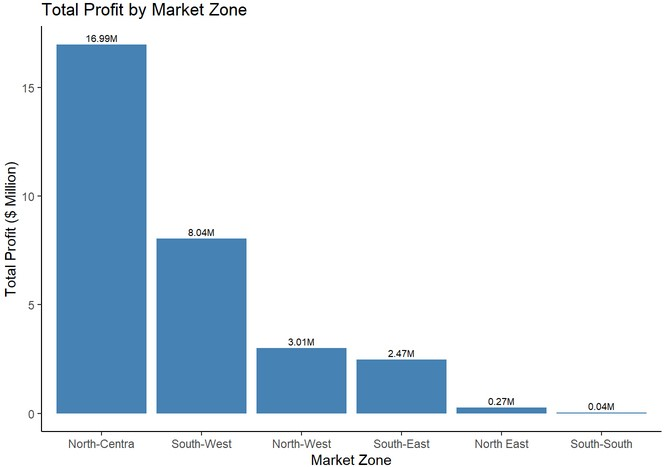 Total Profit by Market Zone
16.99M
15
10
8.04M
5
3.01M
2.47M
0.27M
0.04M
0
Total Profit ($ Million)
North-Centra South-West North-West South-East North East South-South
Market Zone